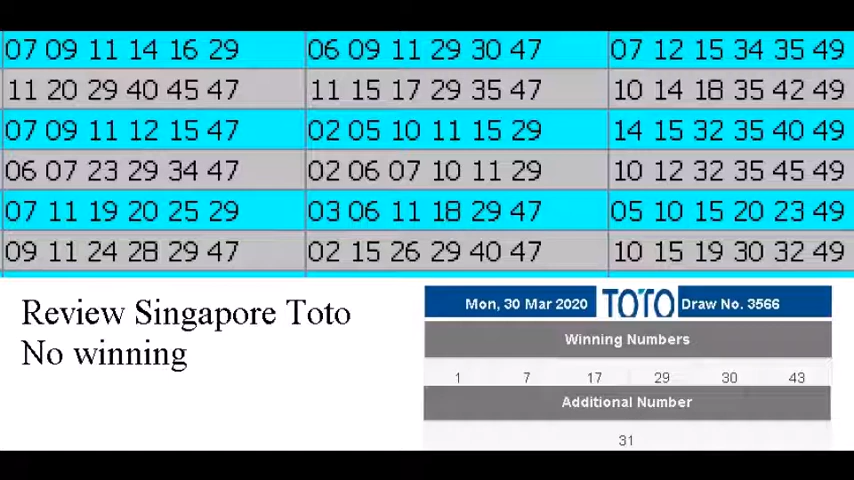 07 09 11 14 16 29 06 09 11 29 30 47 07 12 15 34 35 49
11 20 29 40 45 47 11 15 17 29 35 47 10 14 18 35 42 49
07 09 11 12 15 47 02 05 10 11 15 29 14 15 32 35 40 49
06 07 23 29 34 47 02 06 07 10 11 29 10 12 32 35 45 49
07 11 19 20 25 29 03 06 11 18 29 47 05 10 15 20 23 49
09 11 24 28 29 47 02 15 26 29 40 47 10 15 19 30 32 49
Review Singapore Toto
No winning
Mon, 30 Mar 2020 TOTO Draw No. 3566
Winning Numbers
1 7 17 29 30 43
Additional Number
31